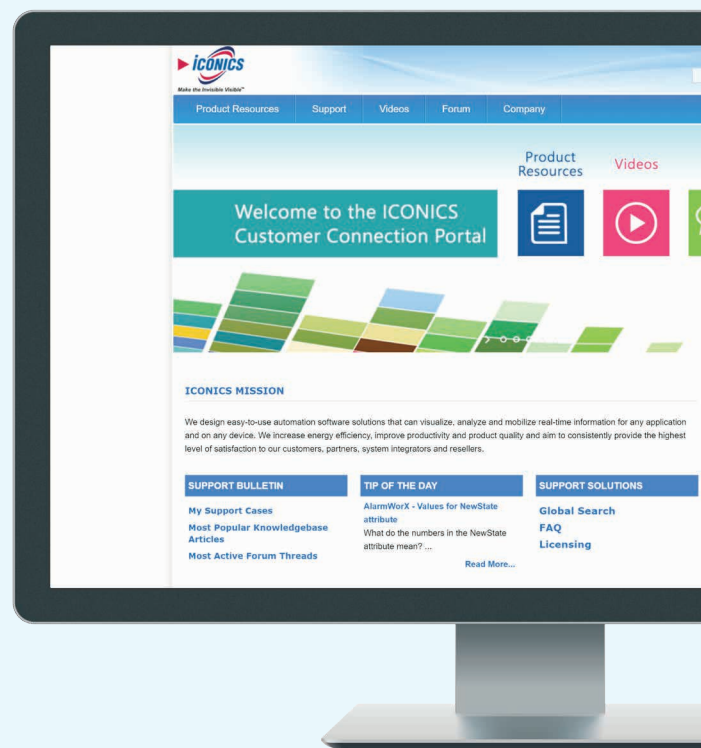 ICONICS
Make the Invisible Visible™
Product Resources Support Videos Forum Company
Product
Resources
Videos
Welcome to the ICONICS
Customer Connection Portal
ICONICS MISSION
We design easy-to-use automation software solutions that can visualize, analyze and mobilize real-time information for any application
and on any device. We increase energy efficiency, improve productivity and product quality and aim to consistently provide the highest
level of satisfaction to our customers, partners, system integrators and resellers.
SUPPORT BULLETIN
My Support Cases
Most Popular Knowledgebase
Articles
Most Active Forum Threads
TIP OF THE DAY
AlarmWorX - Values for NewState
attribute
What do the numbers in the NewState
attribute mean? ...
Read More...
SUPPORT SOLUTIONS
Global Search
FAQ
Licensing